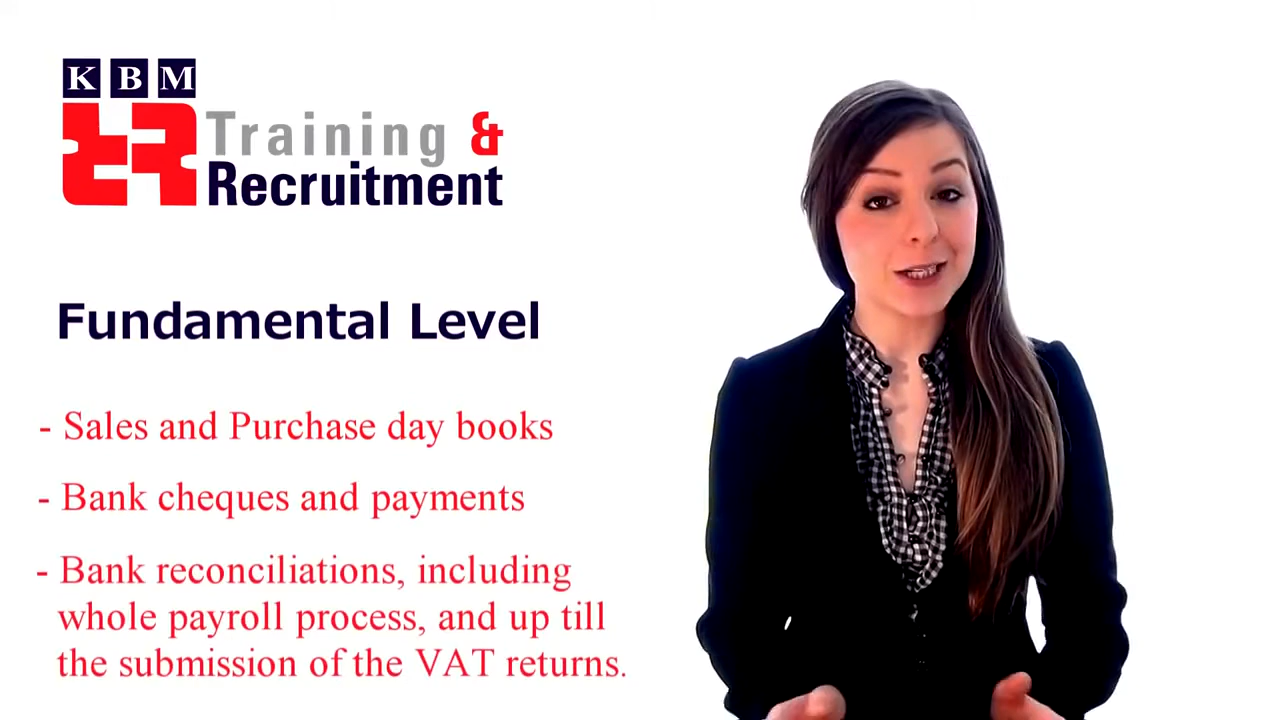 KBM
Training &
Recruitment
Fundamental Level
- Sales and Purchase day books
- Bank cheques and payments
- Bank reconciliations, including
whole payroll process, and up till
the submission of the VAT returns.